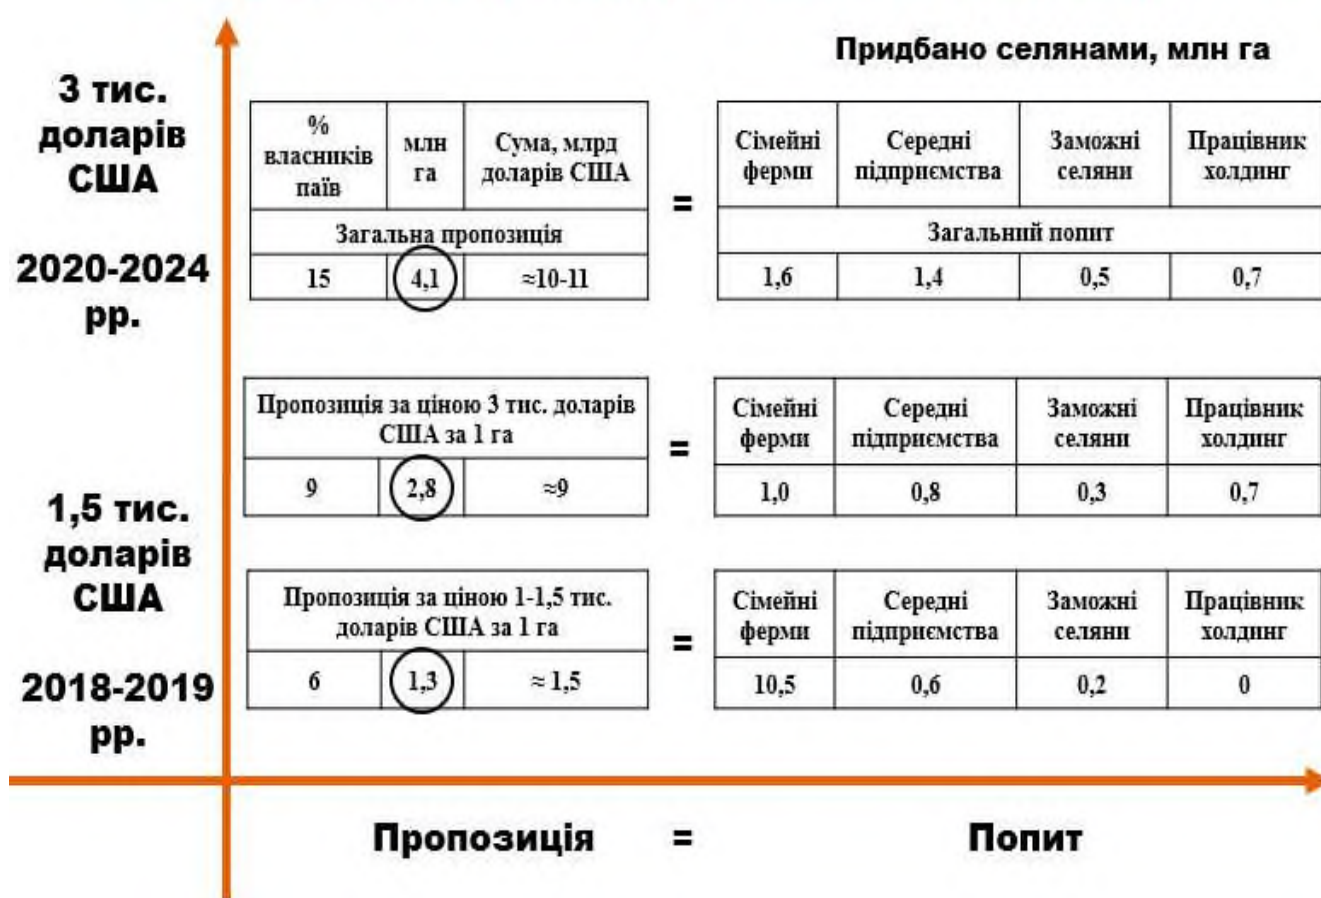 Придбано селянами, млн га
3 тис.
доларів
США
2020-2024
рр.
%
власників
паїв
млн
га
Сума, млрд
доларів США
Загальна пропозиція
15 4,1 ≈10-11
=
Сімейні
ферми
Середні
підприємства
Заможні
селяни
Працівник
холдинг
Загальний попит
1,6 1,4 0,5 0,7
Пропозиція за ціною 3 тис. доларів
США за 1 га
9 2,8 ≈9
=
Сімейні
ферми
Середні
підприємства
Заможні
селяни
Працівник
холдинг
1,0 0,8 0,3 0,7
1,5 тис.
доларів
США
2018-2019
рр.
Пропозиція за ціною 1-1,5 тис.
доларів США за 1 га
6 1,3 ≈ 1,5
=
Сімейні
ферми
Середні
підприємства
Заможні
селяни
Працівник
холдинг
10,5 0,6 0,2 0
Пропозиція = Попит